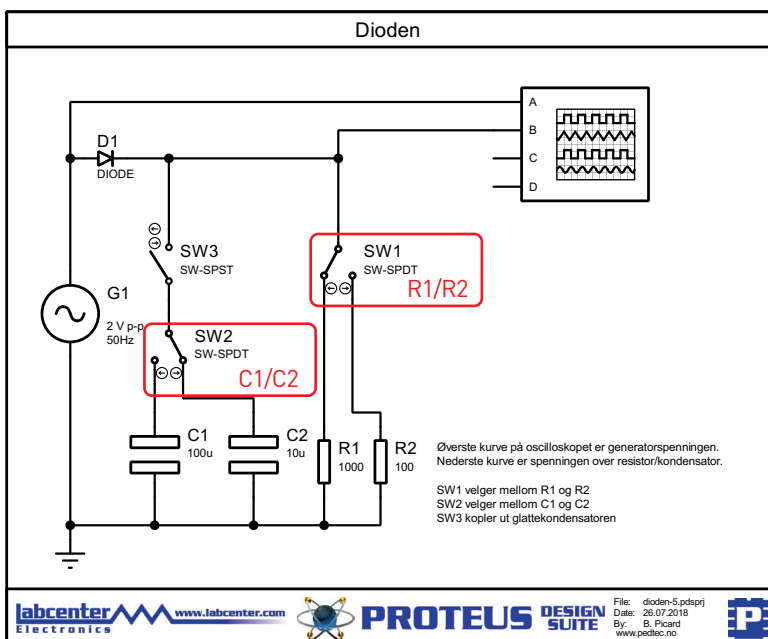 Dioden
A
B
C
D
D1
DIODE
SW3
SW-SPST
SW1
SW-SPDT
R1/R2
G1
2 V p-p
50Hz
SW2
SW-SPDT
C1/C2
C1
100u
C2
10u
R1
1000
R2
100
Øverste kurve på oscilloskopet er generatorspenningen.
Nederste kurve er spenningen over resistor/kondensator.
SW1 velger mellom R1 og R2
SW2 velger mellom C1 og C2
SW3 kopler ut glattekondensatoren
labcenter
Electronics
www.labcenter.com
PROTEUS DESIGN SUITE
File: dioden-5.pdsprj
Date: 26.07.2018
By: B. Picard
www.pedtec.no
P